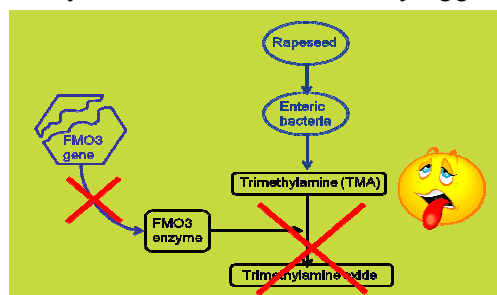 Rapeseed
Enteric
bacteria
FMO3
gene
Trimethylamine (TMA)
FMO3
enzyme
Trimethylamine oxide